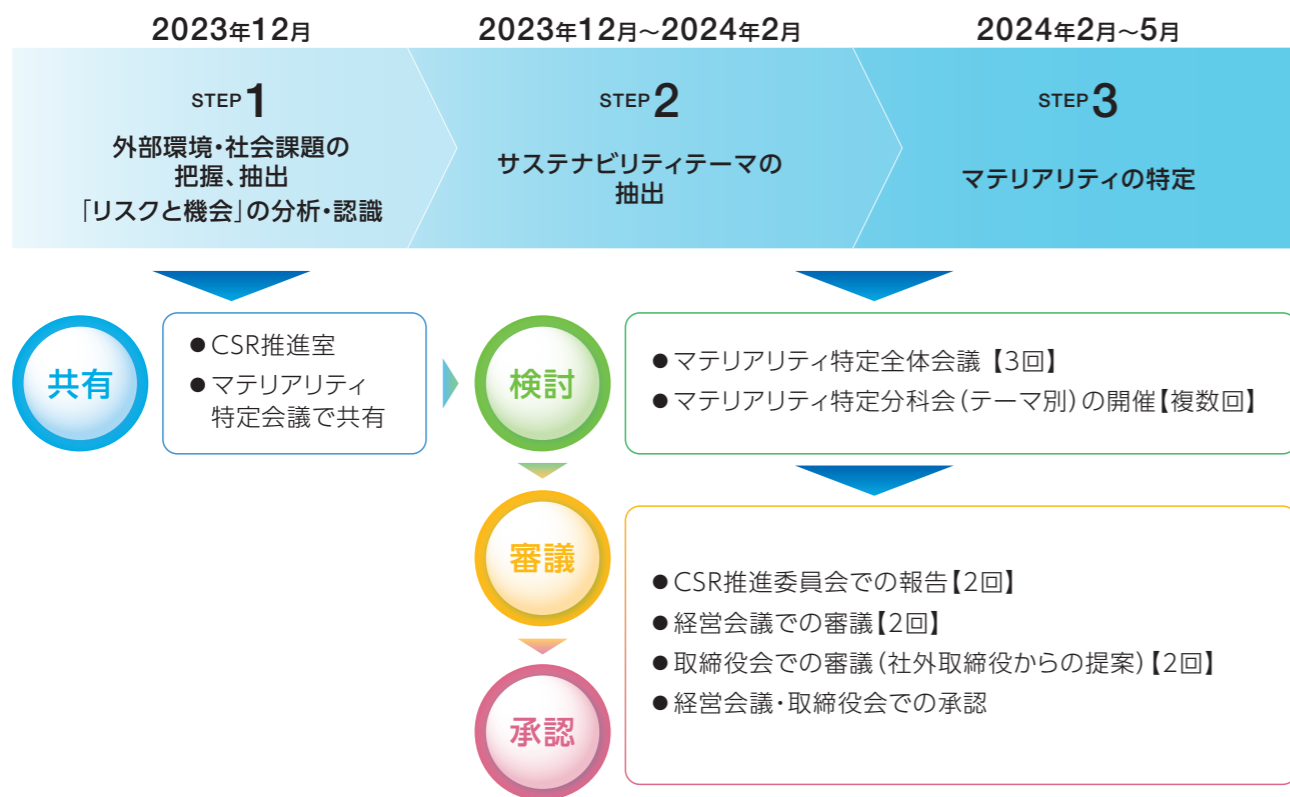 2023年12月
2023年12月～2024年2月
2024年2月～5月
STEP 1
外部環境・社会課題の
把握、抽出
「リスクと機会」の分析・認識
STEP 2
サステナビリティテーマの
抽出
STEP 3
マテリアリティの特定
共有
●CSR推進室
●マテリアリティ
特定会議で共有
検討
●マテリアリティ特定全体会議【3回】
●マテリアリティ特定分科会（テーマ別）の開催【複数回】
審議
●CSR推進委員会での報告【2回】
●経営会議での審議【2回】
●取締役会での審議（社外取締役からの提案）【2回】
●経営会議・取締役会での承認
承認